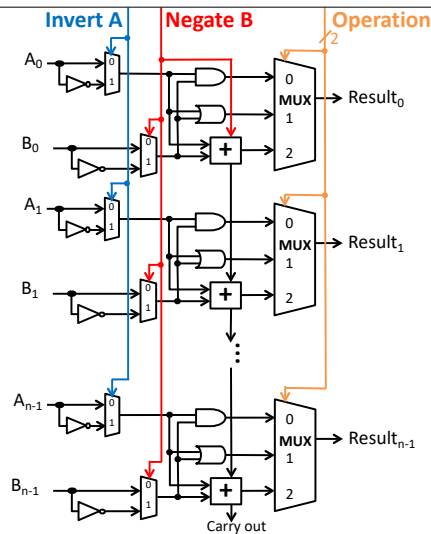 Invert A Negate B Operation
2
A0 0 1 0 Result0
MUX 1
B0 0 1 + 2
A1 0 1 0
MUX Result1
1
B1 0 1 + 2
...
An-1 0 1 0
MUX Resultn-1
1
Bn-1 0 1 + 2
Carry out